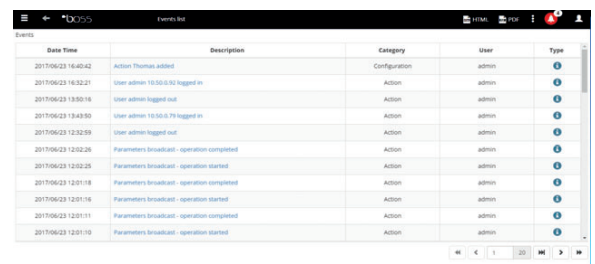 boss Events list HTML PDF 4
Events
Date Time Description Category User Type
2017/06/23 16:40:42 Action Thomas added Configuration admin
2017/06/23 16:32:21 User admin 10.50.0.92 logged in Action admin
2017/06/23 13:50:16 User admin logged out Action admin
2017/06/23 13:43:50 User admin 10.50.0.79 logged in Action admin
2017/06/23 12:32:59 User admin logged out Action admin
2017/06/23 12:02:26 Parameters broadcast - operation completed Action admin
2017/06/23 12:02:25 Parameters broadcast - operation started Action admin
2017/06/23 12:01:18 Parameters broadcast - operation completed Action admin
2017/06/23 12:01:16 Parameters broadcast - operation started Action admin
2017/06/23 12:01:11 Parameters broadcast - operation completed Action admin
2017/06/23 12:01:10 Parameters broadcast - operation started Action admin
1 20